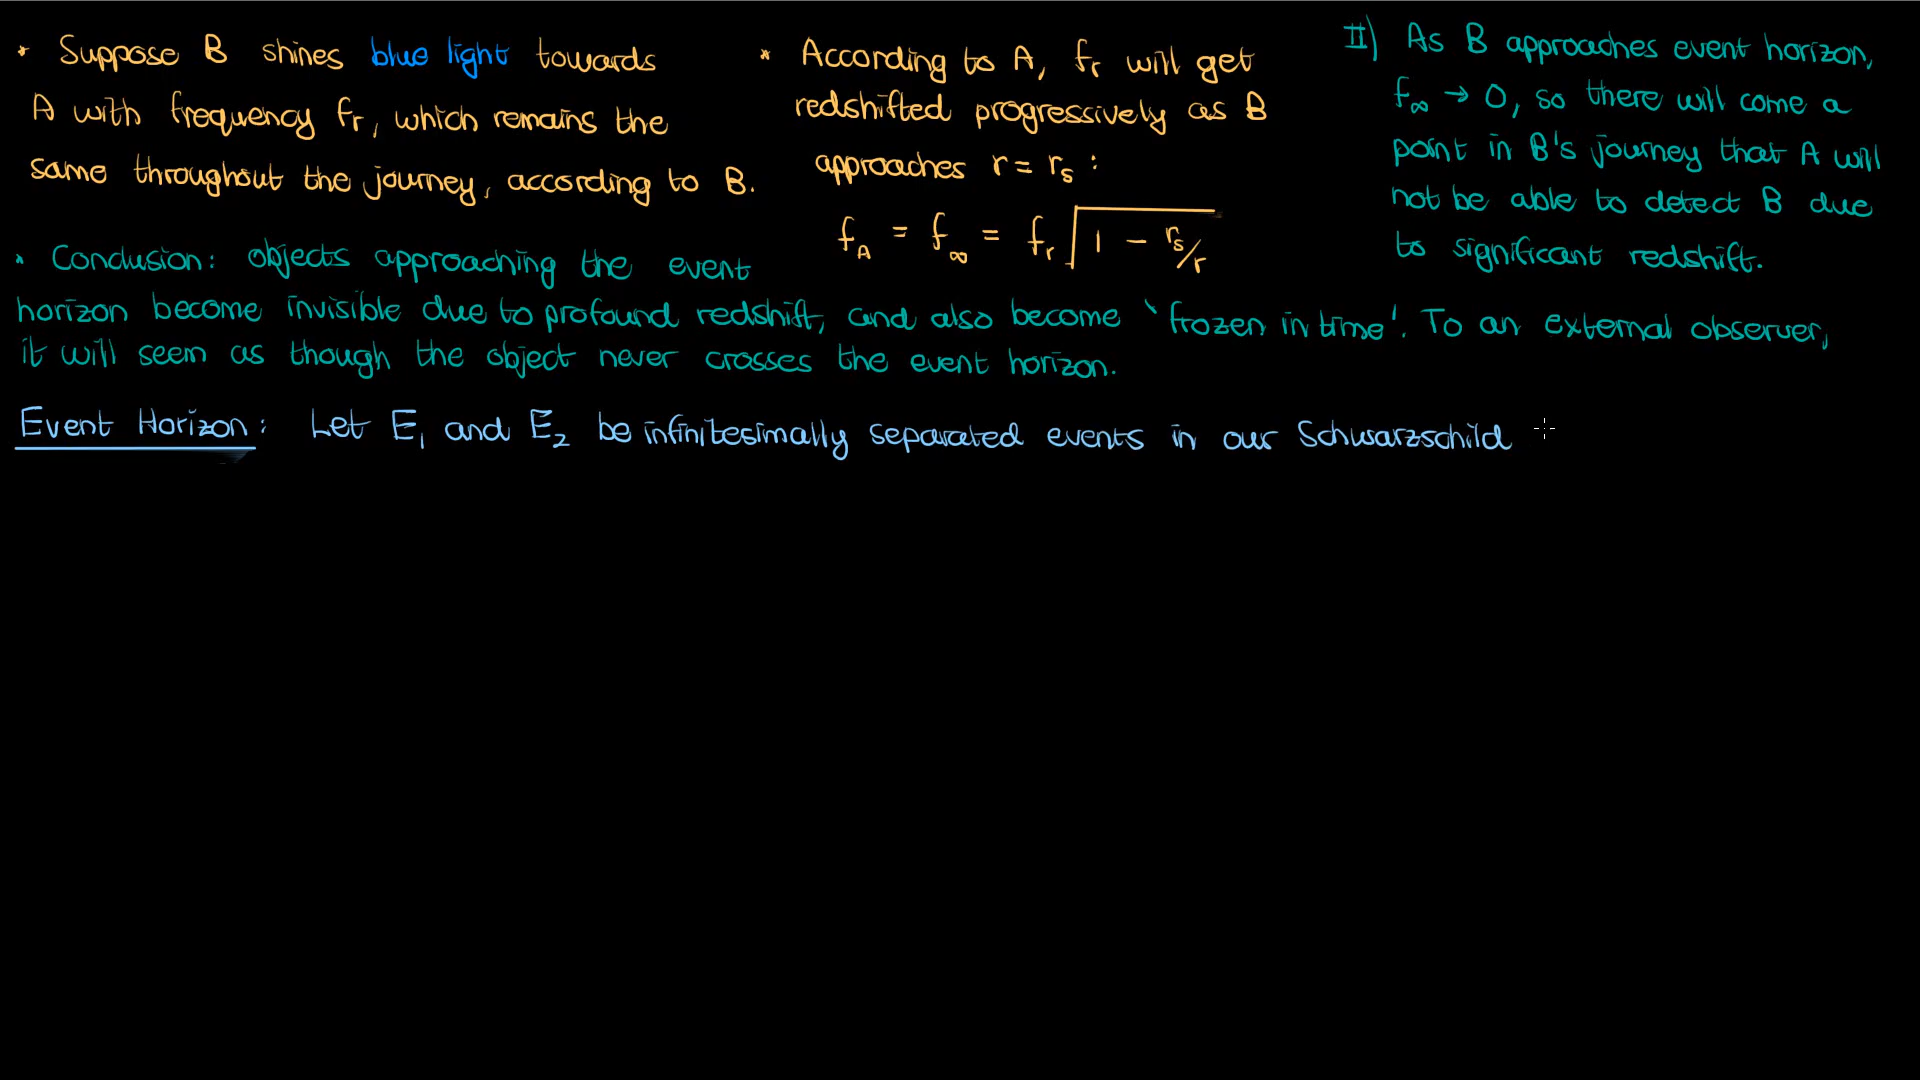 * Suppose B shines blue light towards
A with frequency fr, which remains the
same throughout the journey, according to B.
* According to A, fr will get
redshifted progressively as B
approaches r = rs :
fA = f∞ = fr √(1 − rs/r)
II) As B approaches event horizon,
f∞ → 0, so there will come a
point in B's journey that A will
not be able to detect B due
to significant redshift.
* Conclusion: objects approaching the event
horizon become invisible due to profound redshift, and also become 'frozen in time'. To an external observer,
it will seem as though the object never crosses the event horizon.
Event Horizon: Let E1 and E2 be infinitesimally separated events in our Schwarzschild